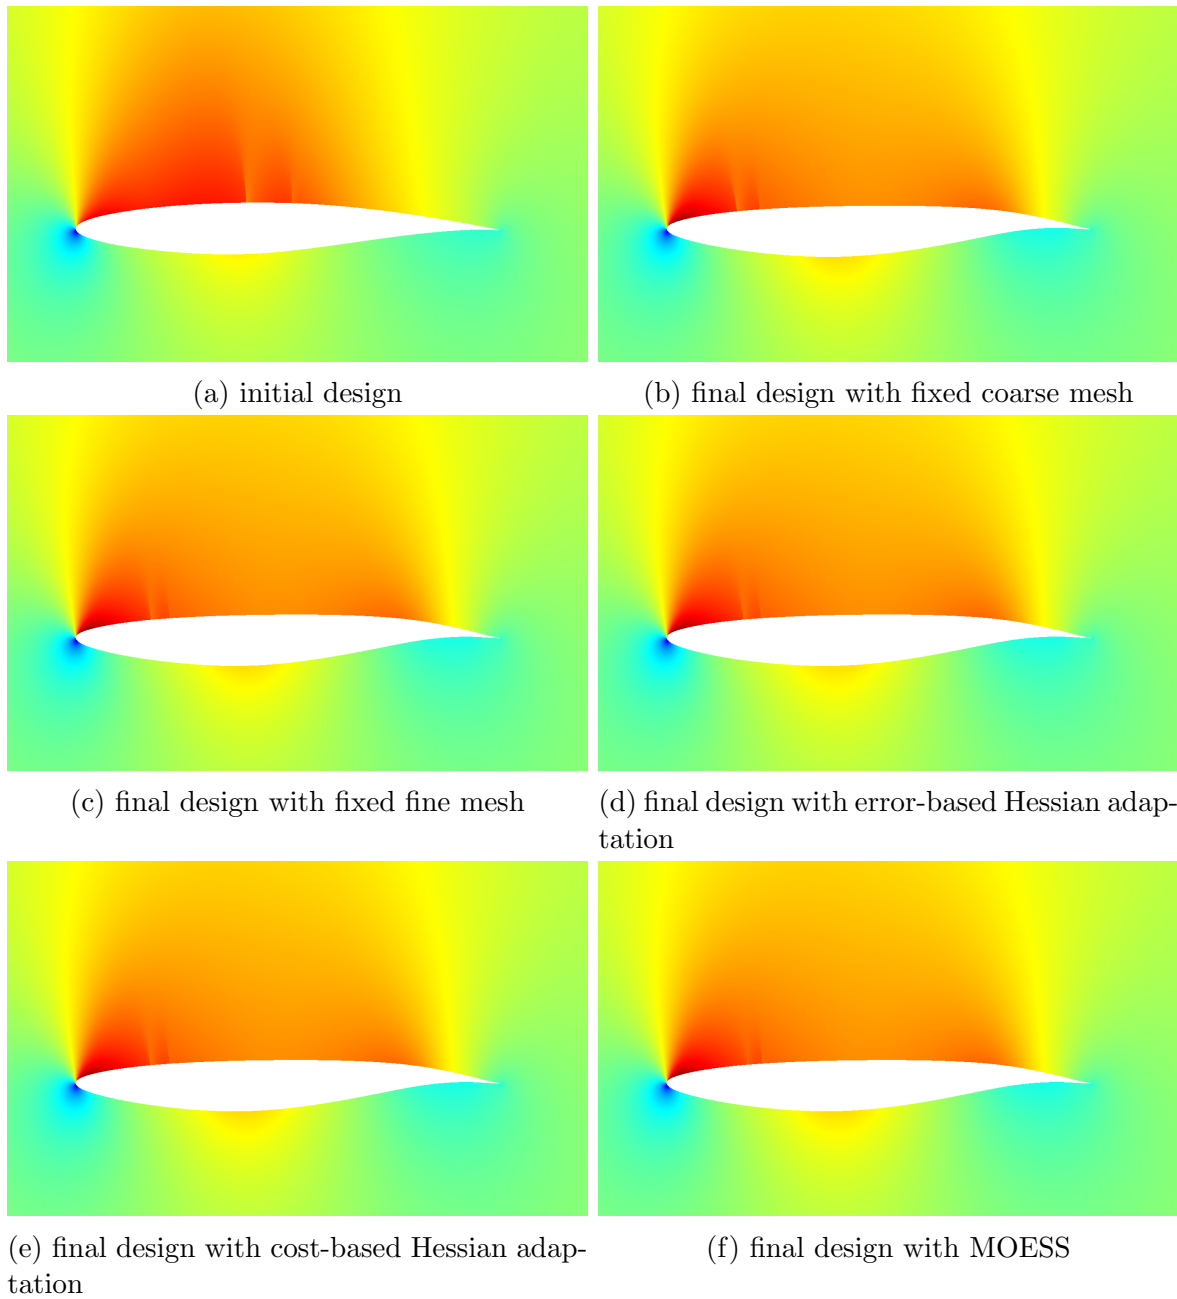 (a) initial design
(b) final design with fixed coarse mesh
(c) final design with fixed fine mesh
(d) final design with error-based Hessian adap-
tation
(e) final design with cost-based Hessian adap-
tation
(f) final design with MOESS